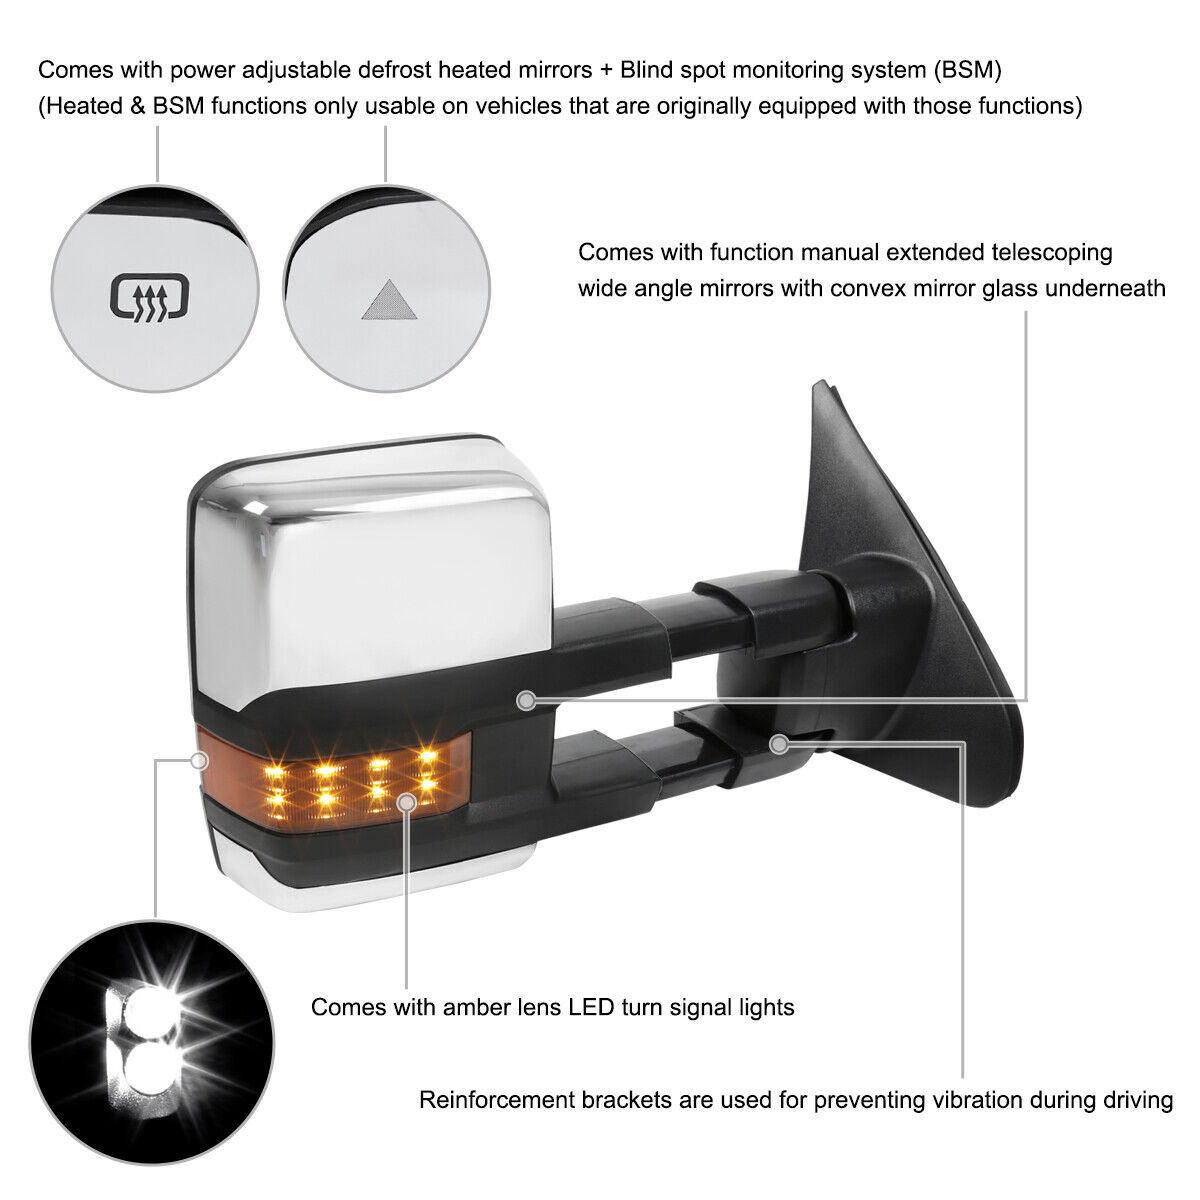 Comes with power adjustable defrost heated mirrors + Blind spot monitoring system (BSM)
(Heated & BSM functions only usable on vehicles that are originally equipped with those functions)
Comes with function manual extended telescoping
wide angle mirrors with convex mirror glass underneath
Comes with amber lens LED turn signal lights
Reinforcement brackets are used for preventing vibration during driving